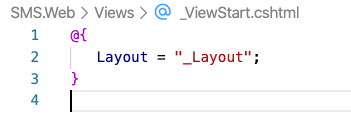 SMS.Web > Views > @ _ViewStart.cshtml
1 @{
2 Layout = "_Layout";
3 }
4